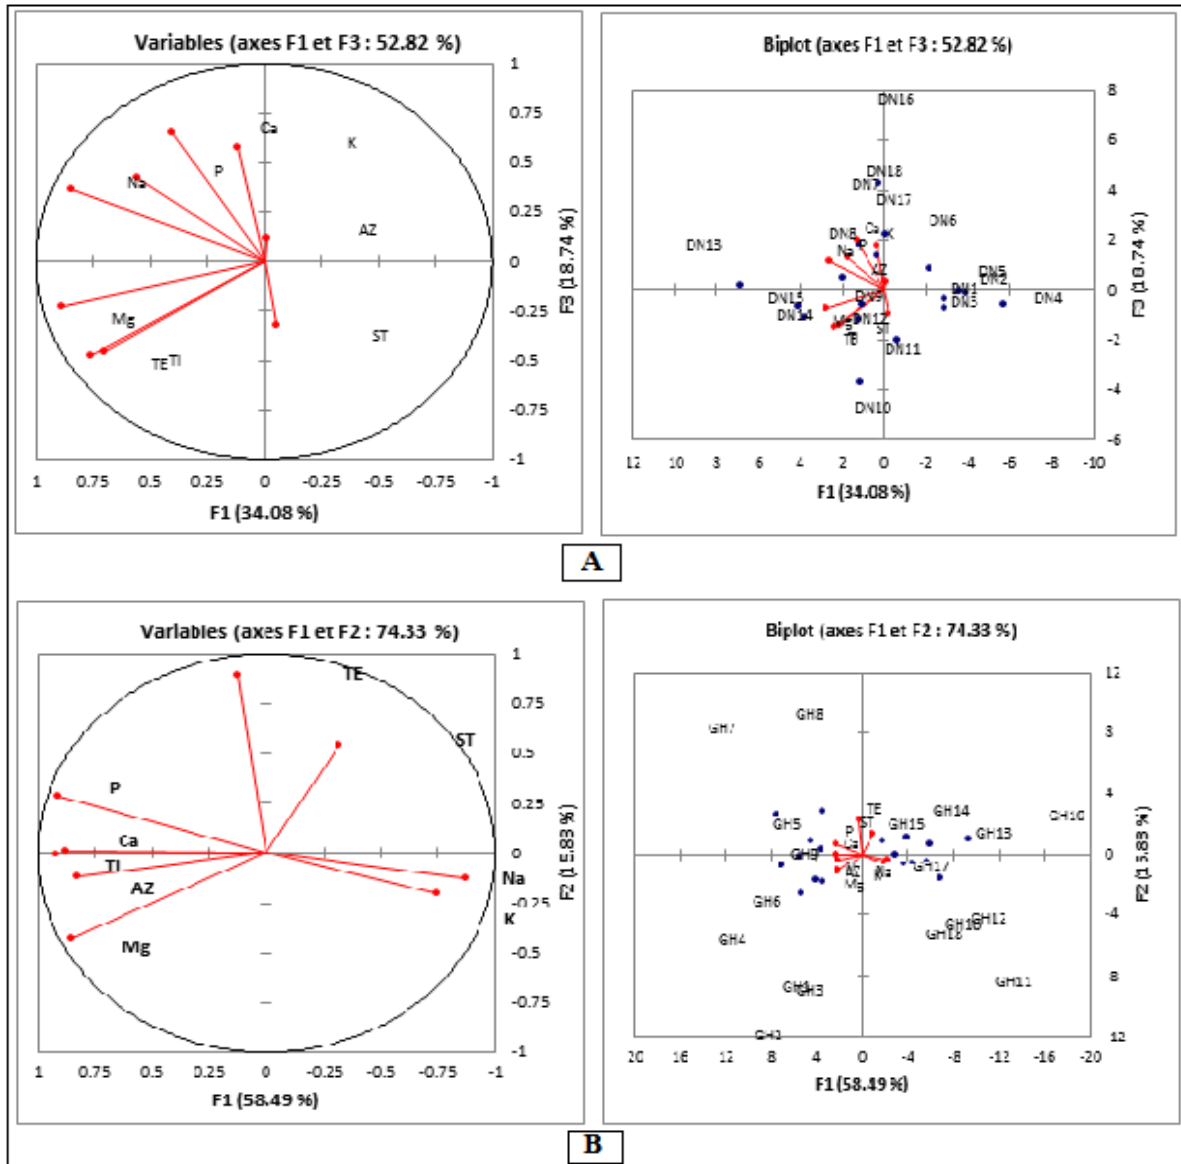 Variables (axes F1 et F3 : 52.82 %)
1
0.75
0.5
0.25
0
-0.25
-0.5
-0.75
-1
F3 (18.74 %)
Ca
K
P
Na
AZ
Mg
ST
TE
TI
1 0.75 0.5 0.25 0 -0.25 -0.5 -0.75 -1
F1 (34.08 %)
Biplot (axes F1 et F3 : 52.82 %)
8
6
4
2
0
-2
-4
-6
F3 (18.74 %)
DN16
DN18
DN7
DN17
DN6
Ca
K
DN8
P
DN13
Na
AZ
DN5
DN2
DN1
DN9
DN15
DN3
DN4
DN14
DN12
ST
TE
DN11
DN10
12 10 8 6 4 2 0 -2 -4 -6 -8 -10
F1 (34.08 %)
A
Variables (axes F1 et F2 : 74.33 %)
1
0.75
0.5
0.25
0
-0.25
-0.5
-0.75
-1
F2 (15.83 %)
TE
ST
P
Ca
TI
AZ
Na
K
Mg
1 0.75 0.5 0.25 0 -0.25 -0.5 -0.75 -1
F1 (58.49 %)
Biplot (axes F1 et F2 : 74.33 %)
12
8
4
0
-4
8
12
F2 (15.83 %)
GH8
GH7
TE
GH14
GH10
ST
GH15
GH5
P
GH13
GH9
GH17
AZ
Na
K
Mg
GH6
GH12
GH16
GH18
GH4
GH11
GH3
20 16 12 8 4 0 -4 -8 -12 -16 -20
F1 (58.49 %)
B